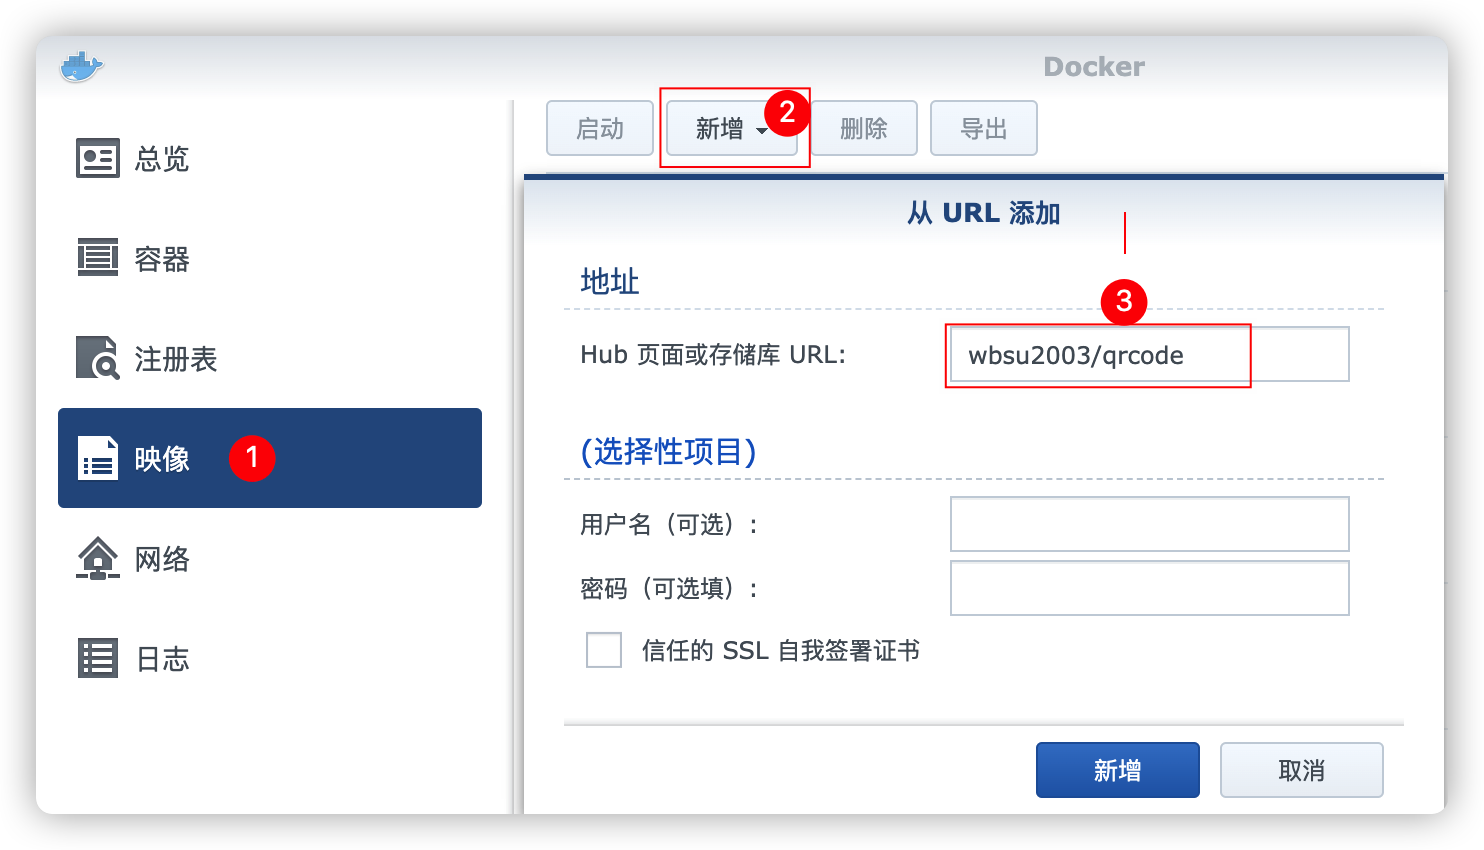 Docker
总览
容器
注册表
映像 1
网络
日志
启动 新增 2 删除 导出
从 URL 添加
地址
3
Hub 页面或存储库 URL: wbsu2003/qrcode
(选择性项目)
用户名（可选）:
密码（可选填）:
信任的 SSL 自我签署证书
新增 取消